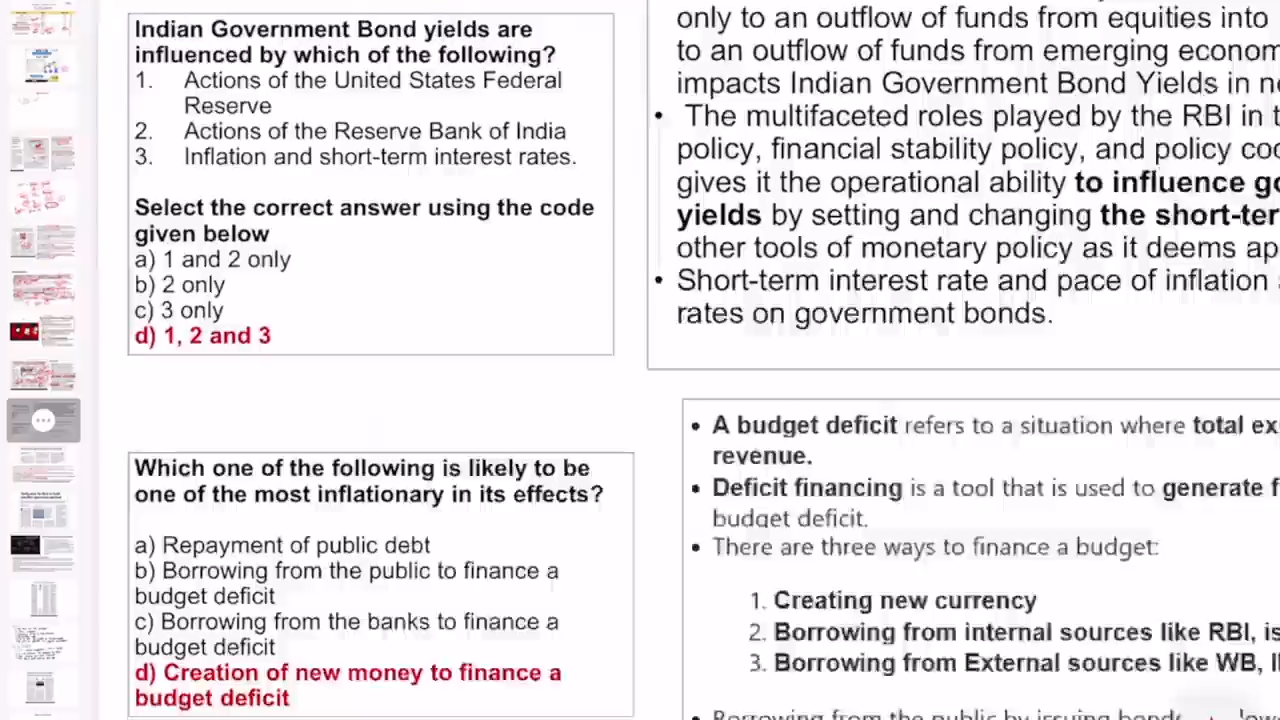 Indian Government Bond yields are
influenced by which of the following?
1. Actions of the United States Federal
Reserve
2. Actions of the Reserve Bank of India
3. Inflation and short-term interest rates.
Select the correct answer using the code
given below
a) 1 and 2 only
b) 2 only
c) 3 only
d) 1, 2 and 3
only to an outflow of funds from equities into
to an outflow of funds from emerging econom
impacts Indian Government Bond Yields in
• The multifaceted roles played by the RBI in
policy, financial stability policy, and policy
gives it the operational ability to influence
yields by setting and changing the short-ter
other tools of monetary policy as it deems
• Short-term interest rate and pace of inflation
rates on government bonds.
Which one of the following is likely to be
one of the most inflationary in its effects?
a) Repayment of public debt
b) Borrowing from the public to finance a
budget deficit
c) Borrowing from the banks to finance a
budget deficit
d) Creation of new money to finance a
budget deficit
• A budget deficit refers to a situation where total ex
revenue.
• Deficit financing is a tool that is used to generate
budget deficit.
• There are three ways to finance a budget:
1. Creating new currency
2. Borrowing from internal sources like RBI,
3. Borrowing from External sources like WB,
• Borrowing from the public by issuing